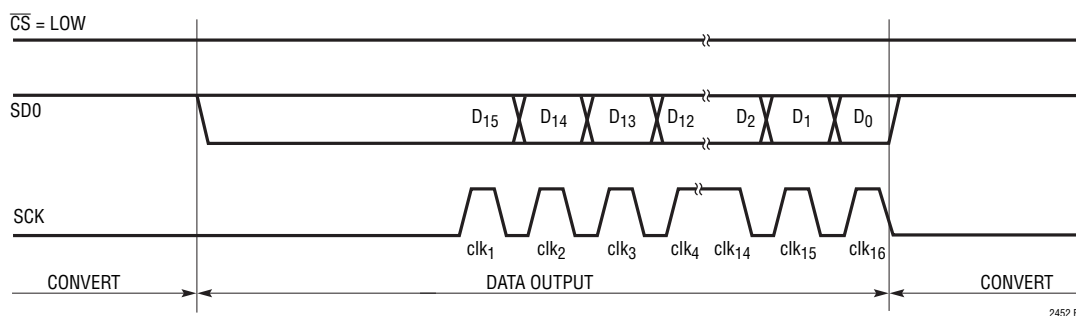 CS = LOW
SD0
D15 D14 D13 D12 D2 D1 D0
SCK
clk1 clk2 clk3 clk4 clk14 clk15 clk16
CONVERT DATA OUTPUT CONVERT